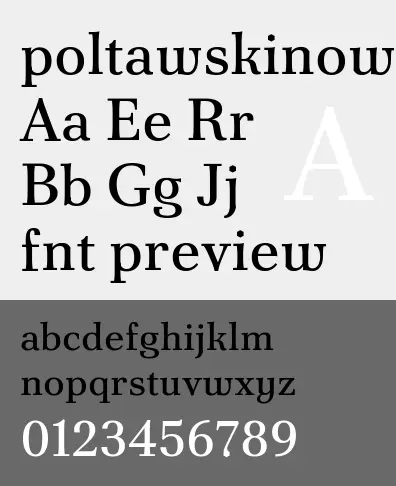 poltawskinow
Aa Ee Rr
A
Bb Gg Jj
fnt preview
abcdefghijklm
nopqrstuvwxyz
0123456789